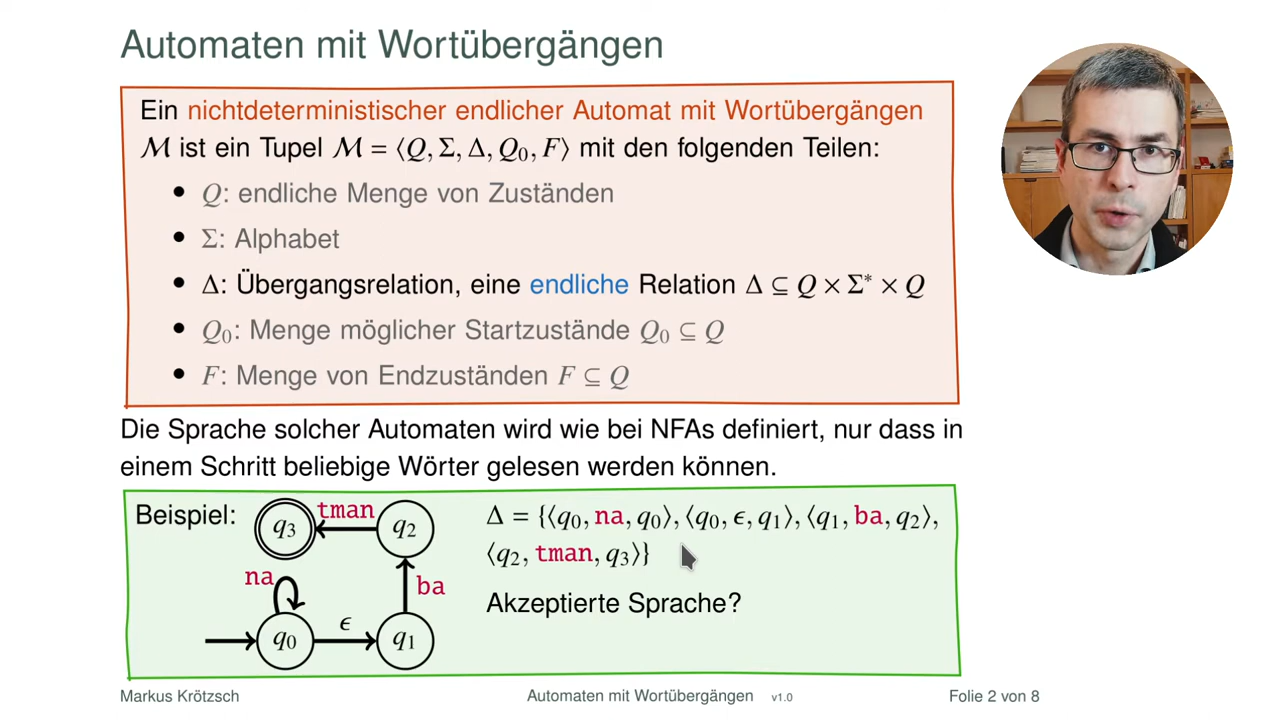 Automaten mit Wortübergängen
Ein nichtdeterministischer endlicher Automat mit Wortübergängen
ℳ ist ein Tupel ℳ = ⟨Q, Σ, Δ, Q₀, F⟩ mit den folgenden Teilen:
• Q: endliche Menge von Zuständen
• Σ: Alphabet
• Δ: Übergangsrelation, eine endliche Relation Δ ⊆ Q × Σ* × Q
• Q₀: Menge möglicher Startzustände Q₀ ⊆ Q
• F: Menge von Endzuständen F ⊆ Q
Die Sprache solcher Automaten wird wie bei NFAs definiert, nur dass in
einem Schritt beliebige Wörter gelesen werden können.
Beispiel:
q₃
tman
q₂
na
ba
q₀
ϵ
q₁
Δ = {⟨q₀, na, q₀⟩, ⟨q₀, ϵ, q₁⟩, ⟨q₁, ba, q₂⟩,
⟨q₂, tman, q₃⟩}
Akzeptierte Sprache?
Markus Krötzsch
Automaten mit Wortübergängen
v1.0
Folie 2 von 8